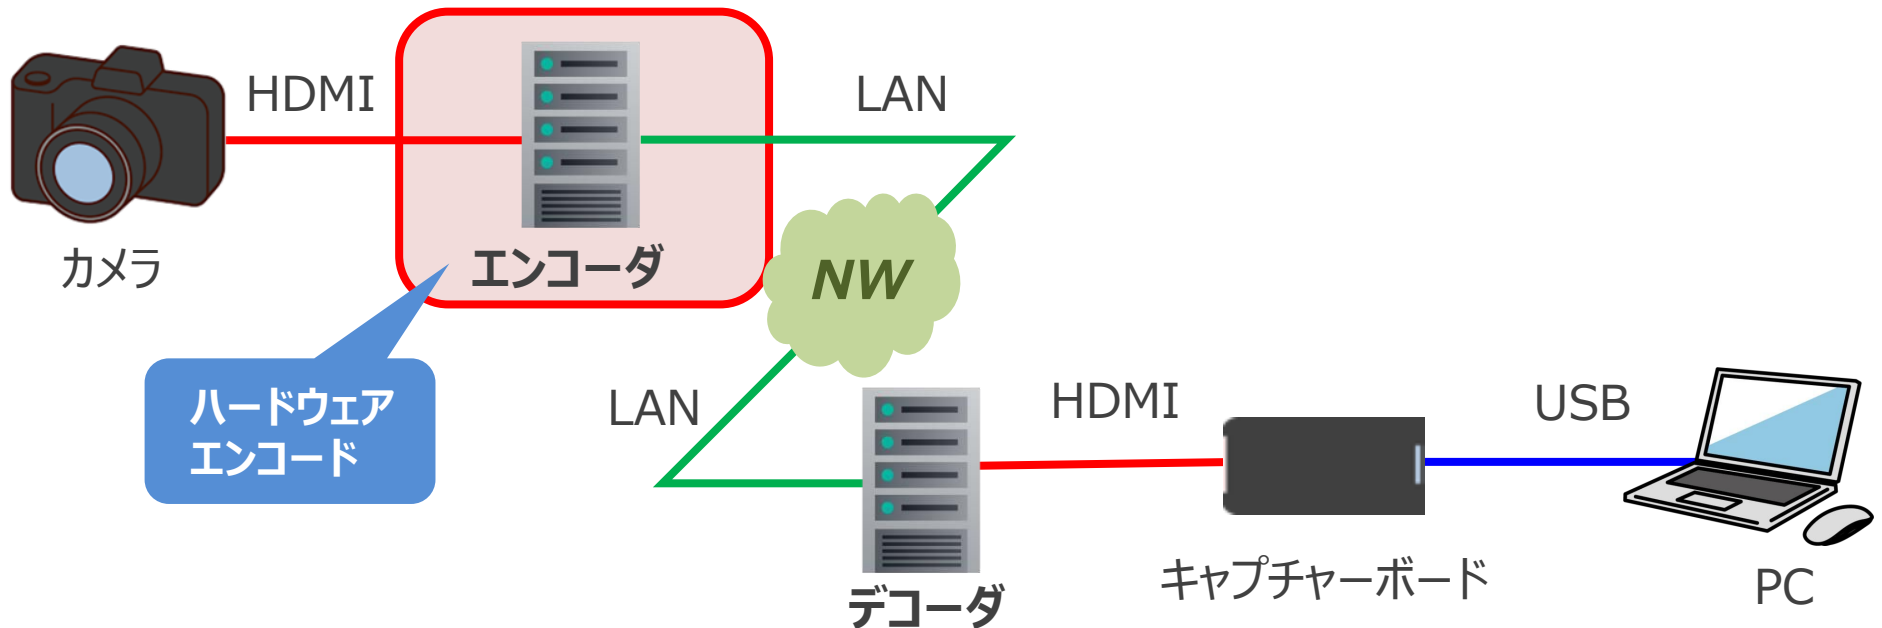 HDMI
LAN
カメラ
エンコーダ
NW
ハードウェア
エンコード
LAN
HDMI
USB
デコーダ
キャプチャーボード
PC